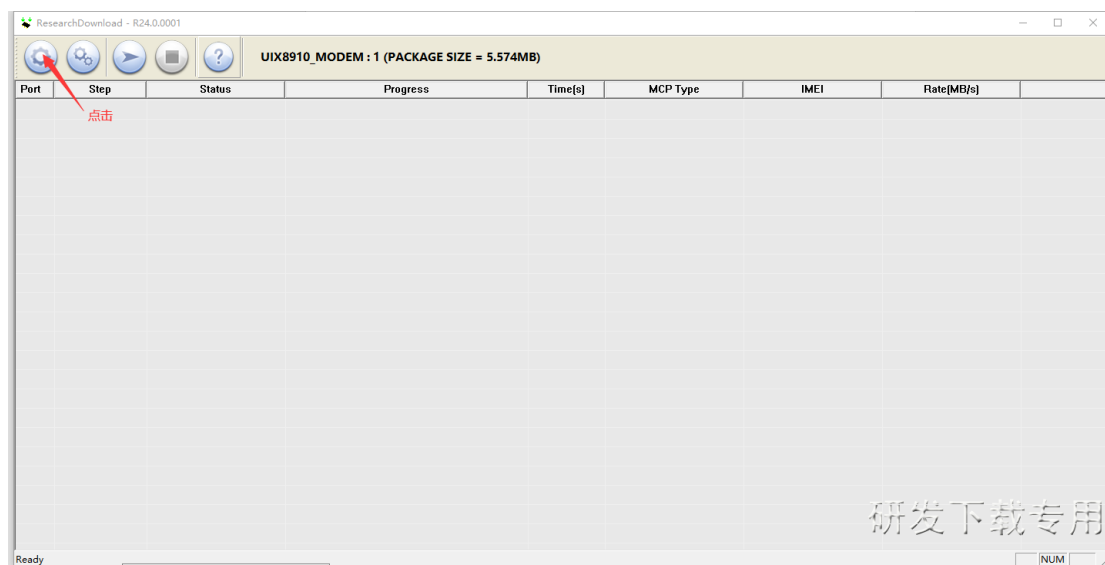 ResearchDownload - R24.0.0001
UIX8910_MODEM : 1 (PACKAGE SIZE = 5.574MB)
Port Step Status Progress Time(s) MCP Type IMEI Rate(MB/s)
点击
研发下载专用
Ready NUM